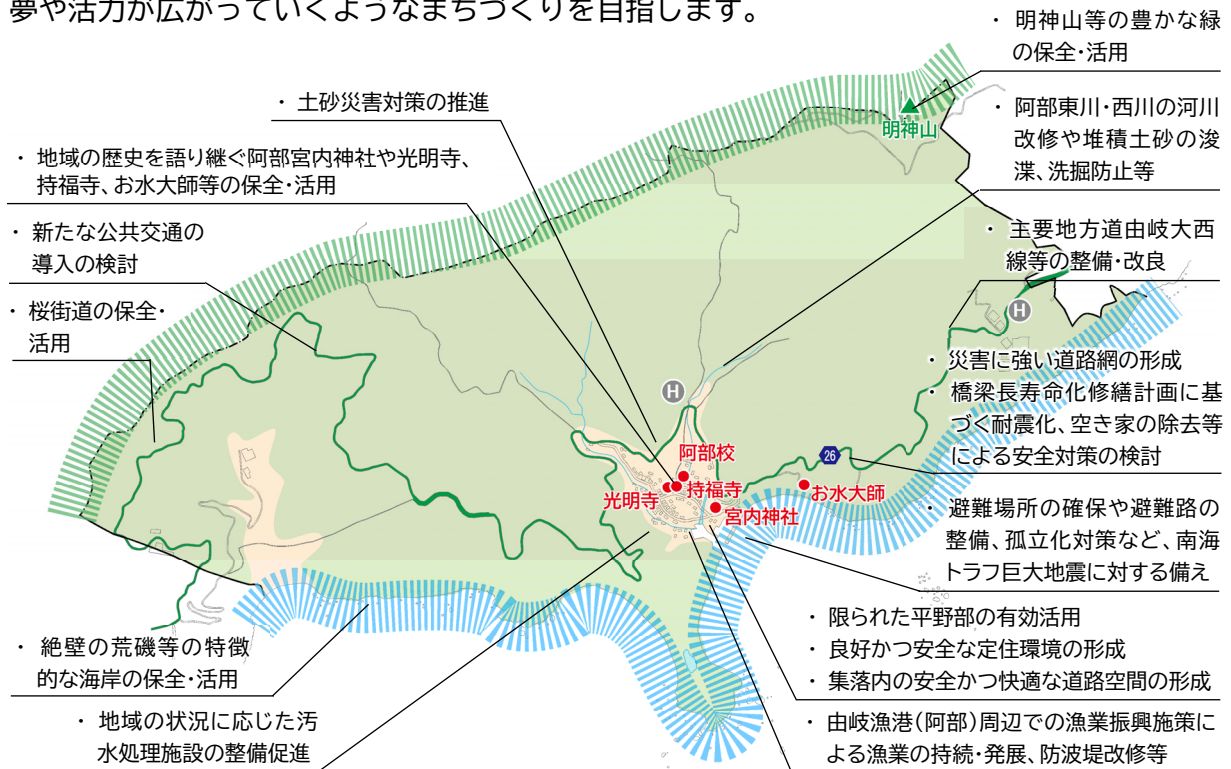 夢や活力が広がっていくようなまちづくりを目指します。
・ 明神山等の豊かな緑
の保全・活用
・ 土砂災害対策の推進
明神山
・ 阿部東川・西川の河川
改修や堆積土砂の浚
渫、洗掘防止等
・ 地域の歴史を語り継ぐ阿部宮内神社や光明寺、
持福寺、お水大師等の保全・活用
・ 新たな公共交通の
導入の検討
・ 主要地方道由岐大西
線等の整備・改良
・ 桜街道の保全・
活用
H
H
・ 災害に強い道路網の形成
・ 橋梁長寿命化修繕計画に基
づく耐震化、空き家の除去等
による安全対策の検討
26
阿部校
光明寺
持福寺
お水大師
宮内神社
・ 避難場所の確保や避難路の
整備、孤立化対策など、南海
トラフ巨大地震に対する備え
・ 限られた平野部の有効活用
・ 良好かつ安全な定住環境の形成
・ 集落内の安全かつ快適な道路空間の形成
・ 絶壁の荒磯等の特徴
的な海岸の保全・活用
・ 地域の状況に応じた汚
水処理施設の整備促進
・ 由岐漁港（阿部）周辺での漁業振興施策に
よる漁業の持続・発展、防波堤改修等